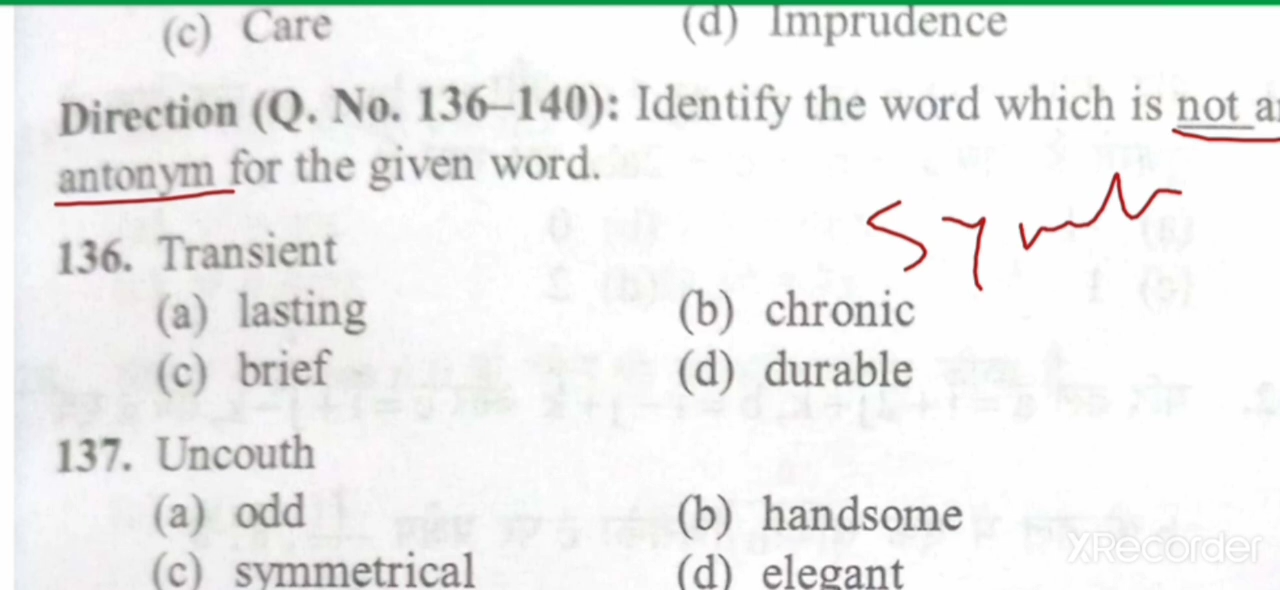 (c) Care (d) Imprudence
Direction (Q. No. 136–140): Identify the word which is not
antonym for the given word.
136. Transient
(a) lasting (b) chronic
(c) brief (d) durable
137. Uncouth
(a) odd (b) handsome
(c) symmetrical (d) elegant
XRecorder